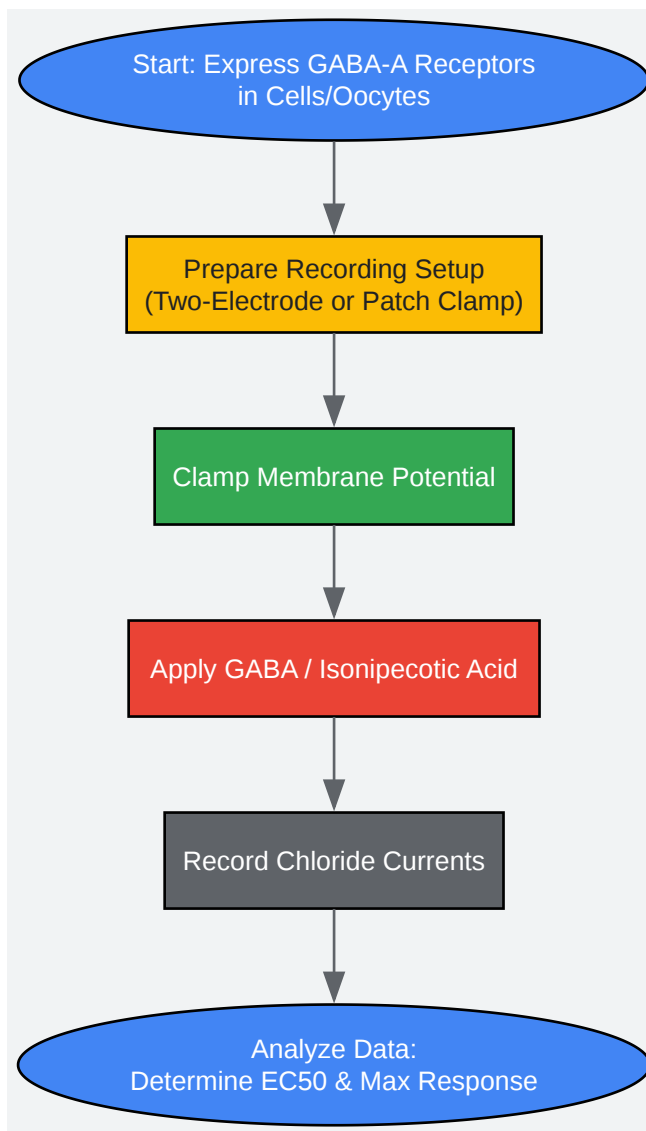 Start: Express GABA-A Receptors
in Cells/Oocytes
Prepare Recording Setup
(Two-Electrode or Patch Clamp)
Clamp Membrane Potential
Apply GABA / Isonipecotic Acid
Record Chloride Currents
Analyze Data:
Determine EC50 & Max Response